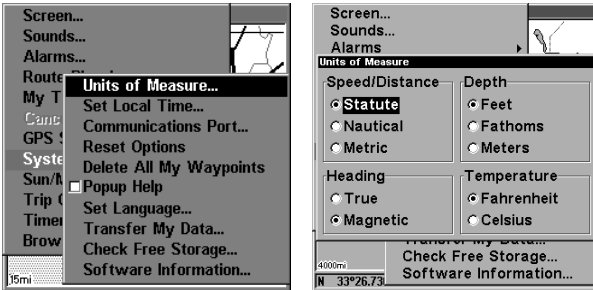 Screen...
Sounds...
Alarms...
Route
Units of Measure...
My T
Set Local Time...
Canc
Communications Port...
GPS S
Reset Options
Syste
Delete All My Waypoints
Sun/M
Popup Help
Trip C
Set Language...
Timer
Transfer My Data...
Brow
Check Free Storage...
15mi
Software Information...
Screen...
Sounds...
Alarms
Units of Measure
Speed/Distance
Depth
Statute
Feet
Nautical
Fathoms
Metric
Meters
Heading
Temperature
True
Fahrenheit
Magnetic
Celsius
Transfer My Data...
Check Free Storage...
4000mi
Software Information...
N 33°26.73